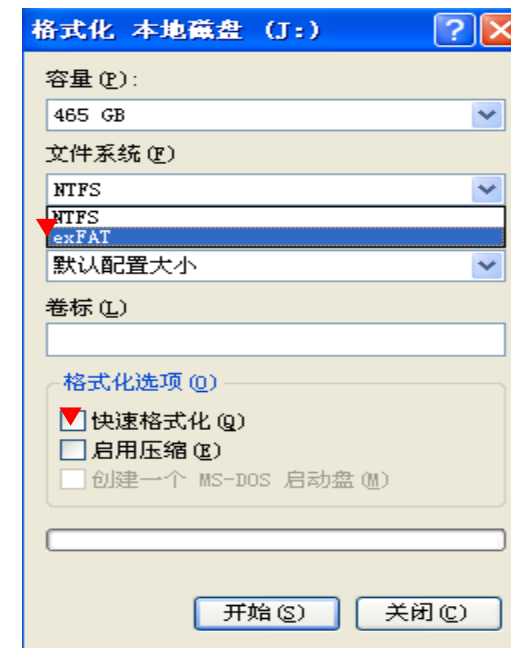 格式化 本地磁盘 (J:)
容量(P):
465 GB
文件系统(F)
NTFS
NTFS
exFAT
默认配置大小
卷标(L)
格式化选项(O)
快速格式化(Q)
启用压缩(E)
创建一个 MS-DOS 启动盘(M)
开始(S)
关闭(C)